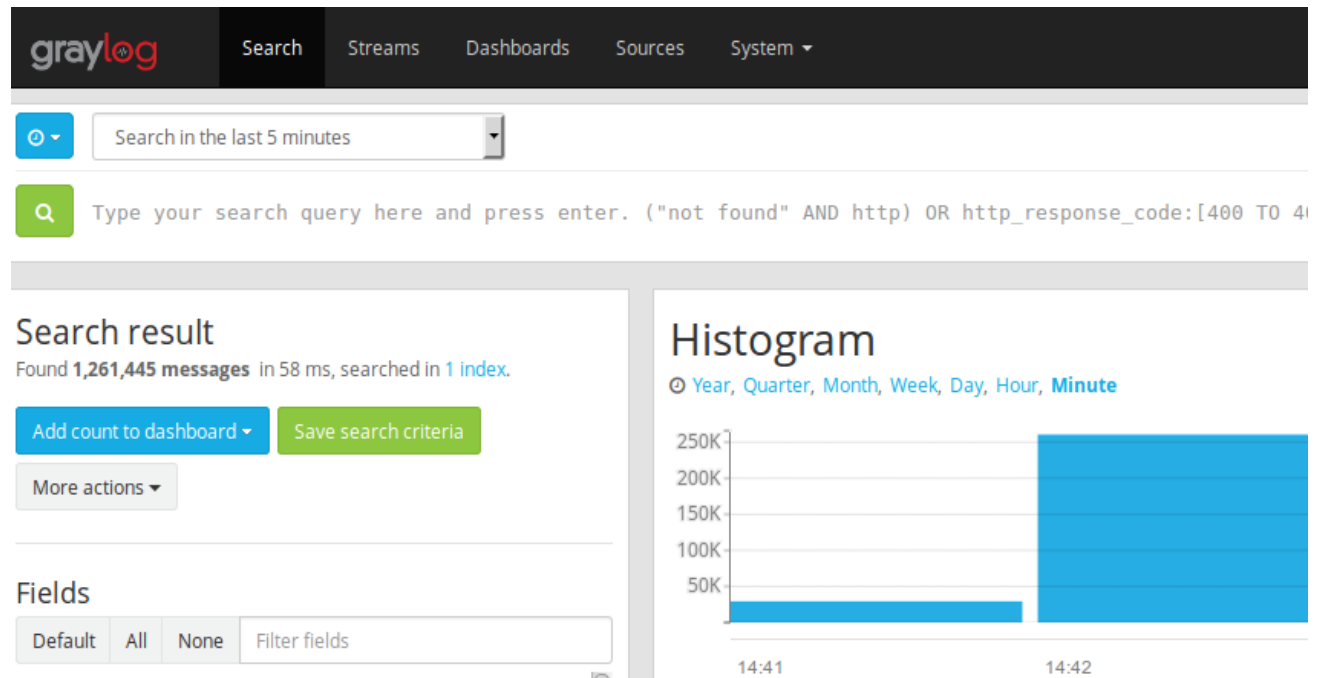 graylog Search Streams Dashboards Sources System
Search in the last 5 minutes
Type your search query here and press enter. ("not found" AND http) OR http_response_code:[400 TO
Search result
Found 1,261,445 messages in 58 ms, searched in 1 index.
Add count to dashboard Save search criteria
More actions
Fields
Default All None Filter fields
Histogram
Year, Quarter, Month, Week, Day, Hour, Minute
250K
200K
150K
100K
50K
14:41 14:42